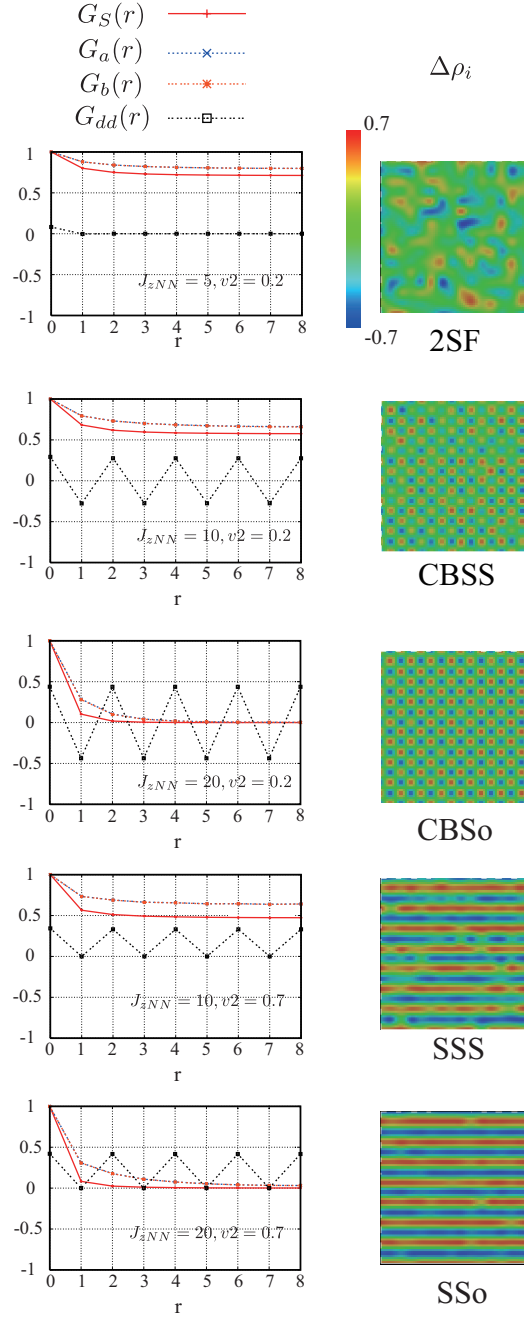 G_S(r)
G_a(r)
G_b(r)
G_dd(r)
Δρ_i
0.7
-0.7
1
0.5
0
-0.5
-1
0 1 2 3 4 5 6 7 8
r
J_zNN = 5, v2 = 0.2
2SF
1
0.5
0
-0.5
-1
0 1 2 3 4 5 6 7 8
r
J_zNN = 10, v2 = 0.2
CBSS
1
0.5
0
-0.5
-1
0 1 2 3 4 5 6 7 8
r
J_zNN = 20, v2 = 0.2
CBSo
1
0.5
0
-0.5
-1
0 1 2 3 4 5 6 7 8
r
J_zNN = 10, v2 = 0.7
SSS
1
0.5
0
-0.5
-1
0 1 2 3 4 5 6 7 8
r
J_zNN = 20, v2 = 0.7
SSo